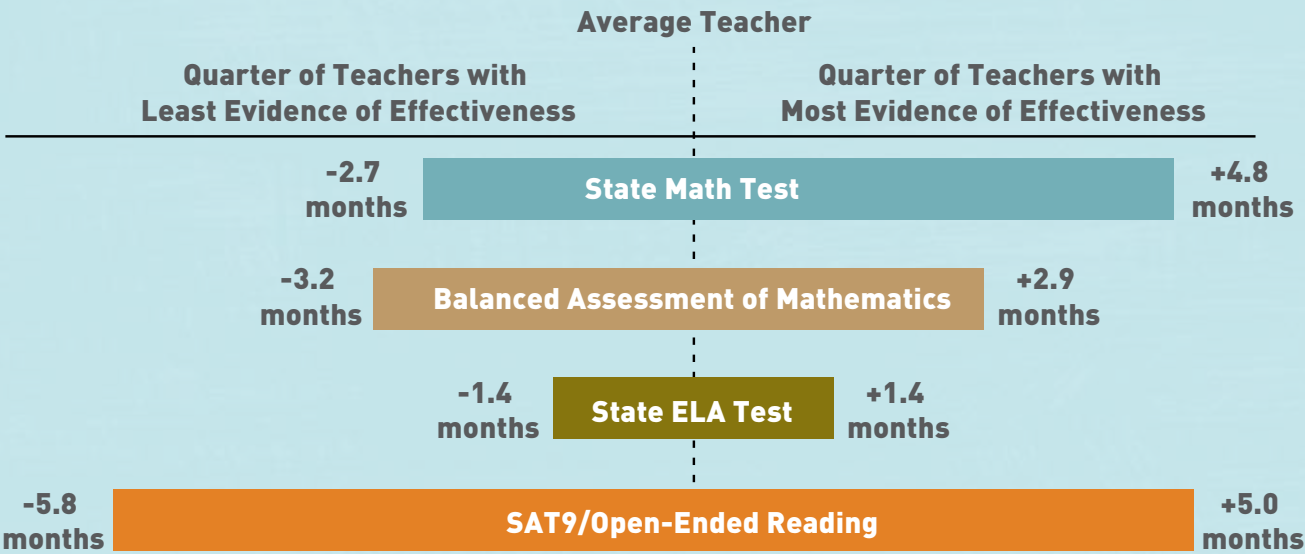 Average Teacher
Quarter of Teachers with
Least Evidence of Effectiveness
Quarter of Teachers with
Most Evidence of Effectiveness
-2.7
months
State Math Test
+4.8
months
-3.2
months
Balanced Assessment of Mathematics
+2.9
months
-1.4
months
State ELA Test
+1.4
months
-5.8
months
SAT9/Open-Ended Reading
+5.0
months